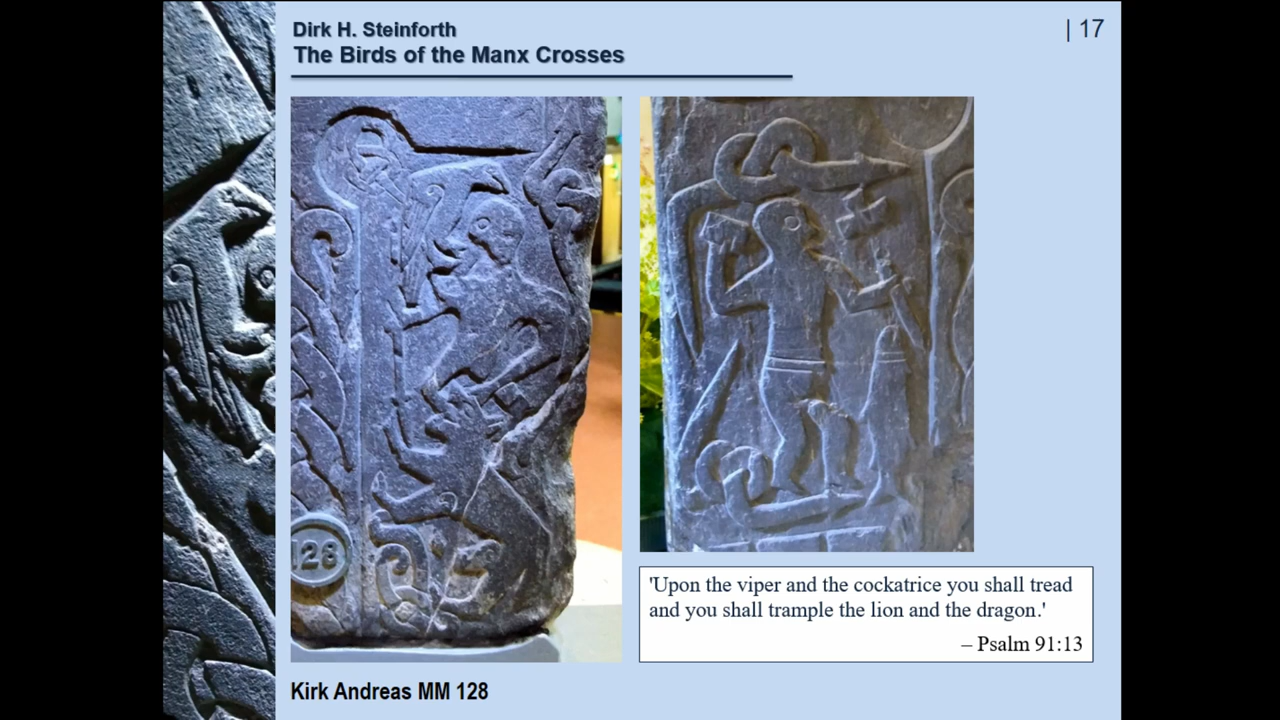 Dirk H. Steinforth
The Birds of the Manx Crosses
| 17
128
'Upon the viper and the cockatrice you shall tread
and you shall trample the lion and the dragon.'
– Psalm 91:13
Kirk Andreas MM 128